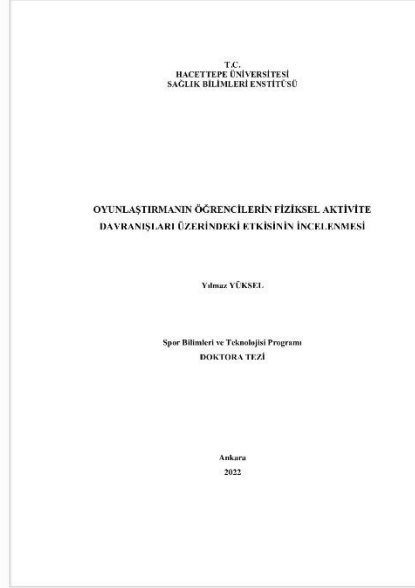 T.C.
HACETTEPE ÜNİVERSİTESİ
SAĞLIK BİLİMLERİ ENSTİTÜSÜ
OYUNLAŞTIRMANIN ÖĞRENCİLERİN FİZİKSEL AKTİVİTE
DAVRANIŞLARI ÜZERİNDEKİ ETKİSİNİN İNCELENMESİ
Yılmaz YÜKSEL
Spor Bilimleri ve Teknolojisi Programı
DOKTORA TEZİ
Ankara
2022